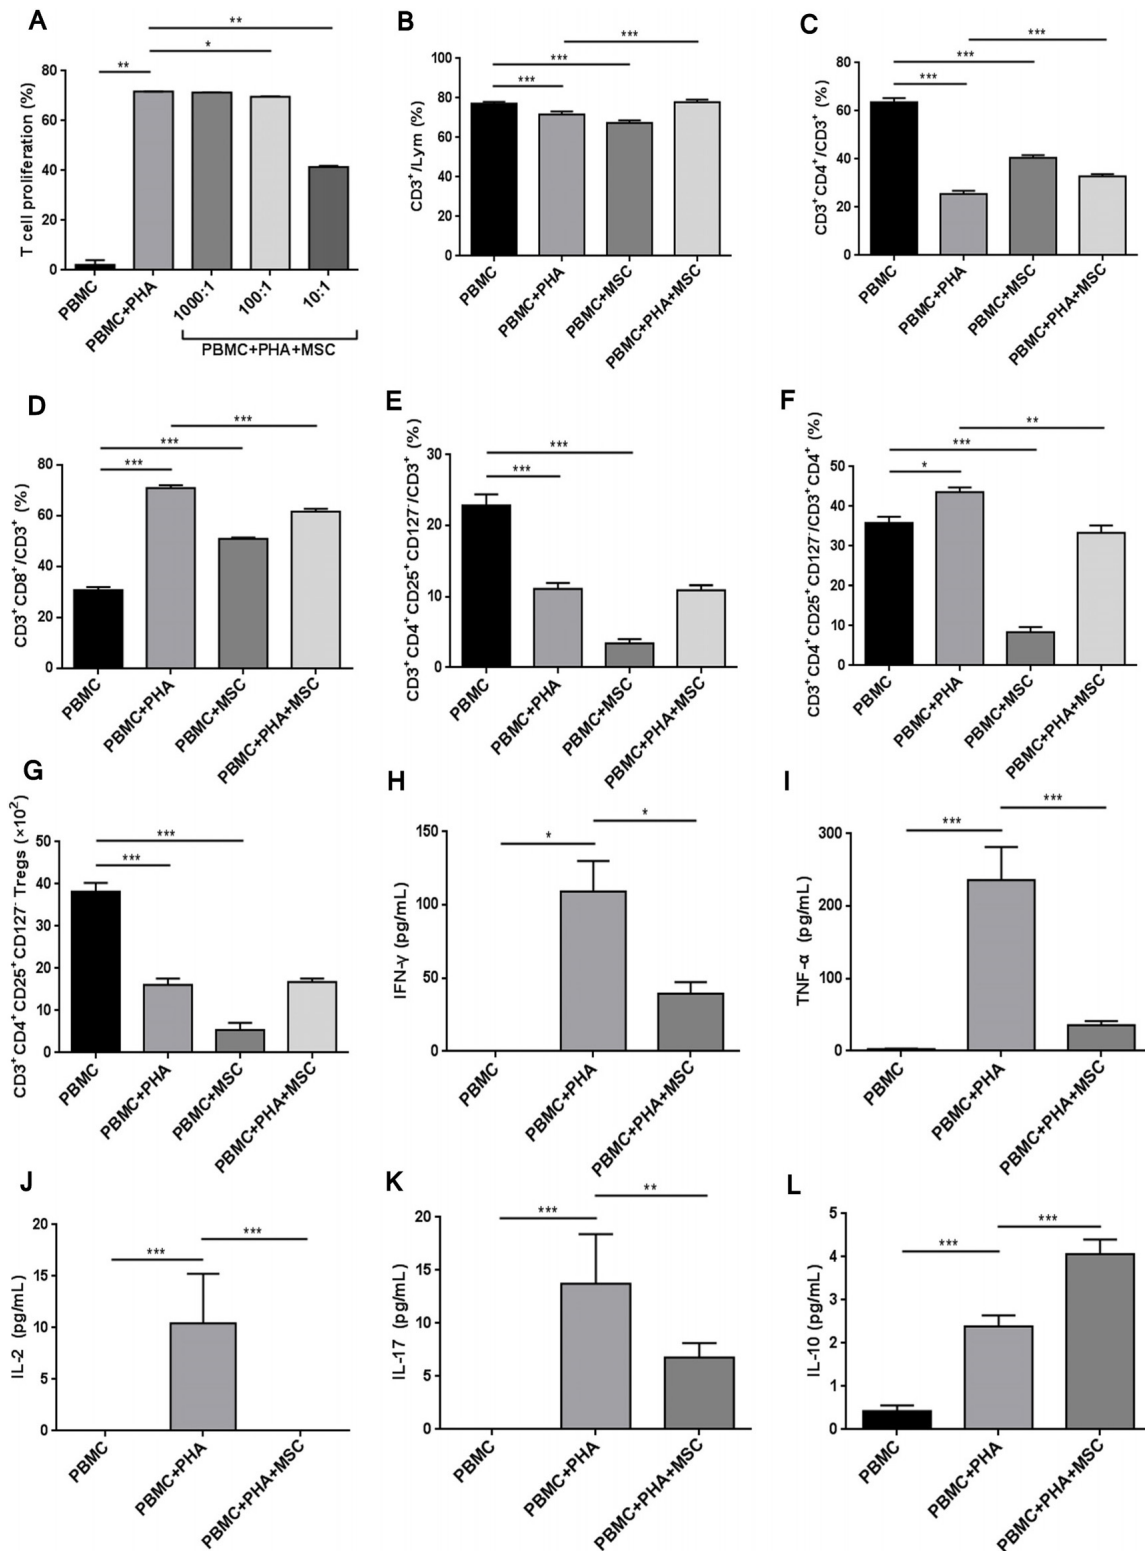 A
**
*
**
T cell proliferation (%)
80
60
40
20
0
PBMC
PBMC+PHA
1000:1
100:1
10:1
PBMC+PHA+MSC
B
***
***
***
CD3⁺/Lym (%)
100
80
60
40
20
0
PBMC
PBMC+PHA
PBMC+MSC
PBMC+PHA+MSC
C
***
***
***
CD3⁺CD4⁺/CD3⁺ (%)
80
60
40
20
0
PBMC
PBMC+PHA
PBMC+MSC
PBMC+PHA+MSC
D
***
***
***
CD3⁺CD8⁺/CD3⁺ (%)
80
60
40
20
0
PBMC
PBMC+PHA
PBMC+MSC
PBMC+PHA+MSC
E
***
***
CD3⁺CD4⁺CD25⁺CD127⁻/CD3⁺ (%)
30
20
10
0
PBMC
PBMC+PHA
PBMC+MSC
PBMC+PHA+MSC
F
**
***
*
CD3⁺CD4⁺CD25⁺CD127⁻/CD3⁺CD4⁺ (%)
50
40
30
20
10
0
PBMC
PBMC+PHA
PBMC+MSC
PBMC+PHA+MSC
G
***
***
CD3⁺CD4⁺CD25⁺CD127⁻ Tregs (×10²)
50
40
30
20
10
0
PBMC
PBMC+PHA
PBMC+MSC
PBMC+PHA+MSC
H
*
*
IFN-γ (pg/mL)
150
100
50
0
PBMC
PBMC+PHA
PBMC+PHA+MSC
I
***
***
TNF-α (pg/mL)
300
200
100
0
PBMC
PBMC+PHA
PBMC+PHA+MSC
J
***
***
IL-2 (pg/mL)
20
15
10
5
0
PBMC
PBMC+PHA
PBMC+PHA+MSC
K
**
***
IL-17 (pg/mL)
20
15
10
5
0
PBMC
PBMC+PHA
PBMC+PHA+MSC
L
***
***
IL-10 (pg/mL)
5
4
3
2
1
0
PBMC
PBMC+PHA
PBMC+PHA+MSC